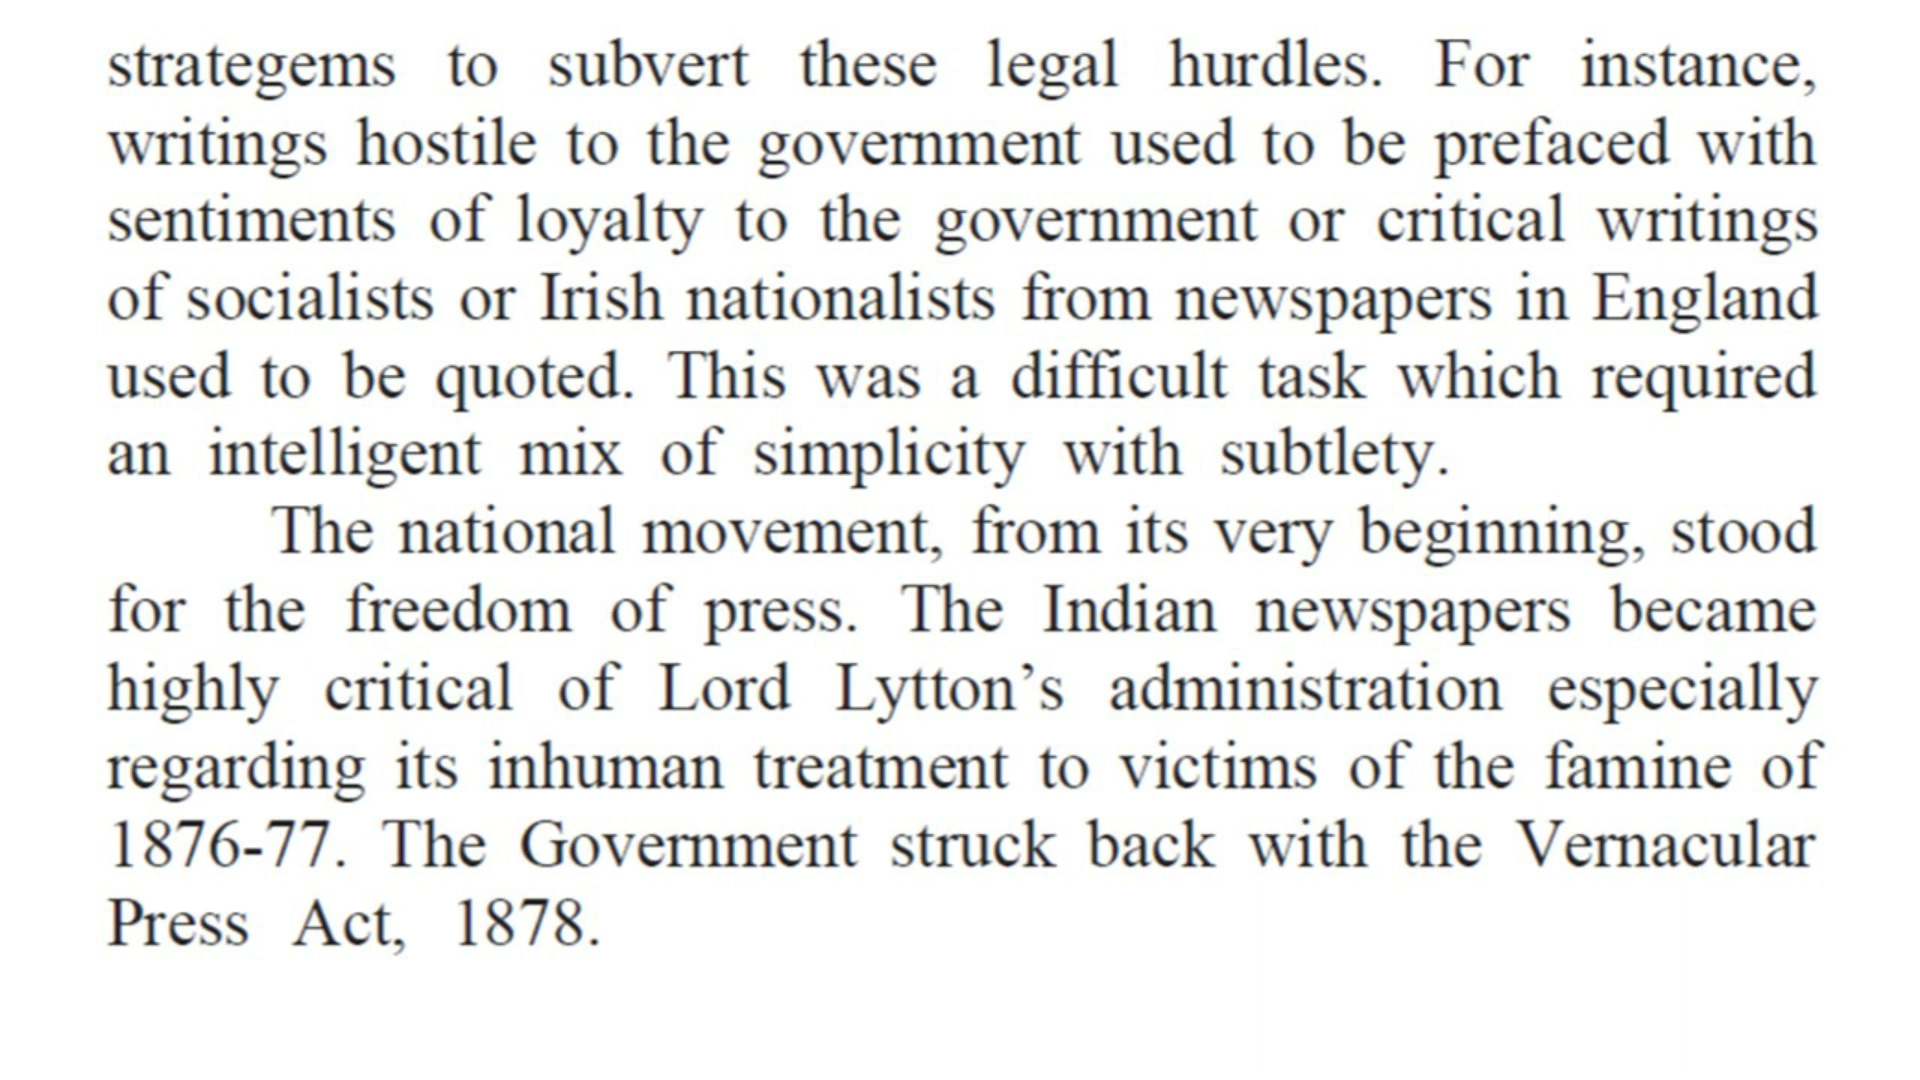 strategems to subvert these legal hurdles. For instance,
writings hostile to the government used to be prefaced with
sentiments of loyalty to the government or critical writings
of socialists or Irish nationalists from newspapers in England
used to be quoted. This was a difficult task which required
an intelligent mix of simplicity with subtlety.
The national movement, from its very beginning, stood
for the freedom of press. The Indian newspapers became
highly critical of Lord Lytton’s administration especially
regarding its inhuman treatment to victims of the famine of
1876-77. The Government struck back with the Vernacular
Press Act, 1878.